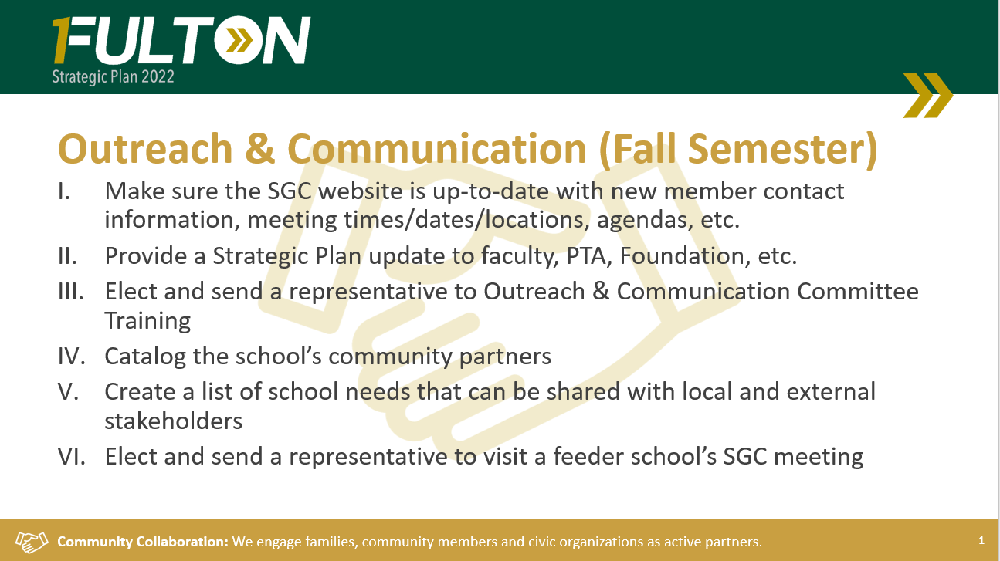 1FULTON
Strategic Plan 2022
Outreach & Communication (Fall Semester)
I. Make sure the SGC website is up-to-date with new member contact
information, meeting times/dates/locations, agendas, etc.
II. Provide a Strategic Plan update to faculty, PTA, Foundation, etc.
III. Elect and send a representative to Outreach & Communication Committee
Training
IV. Catalog the school’s community partners
V. Create a list of school needs that can be shared with local and external
stakeholders
VI. Elect and send a representative to visit a feeder school’s SGC meeting
Community Collaboration: We engage families, community members and civic organizations as active partners.
1